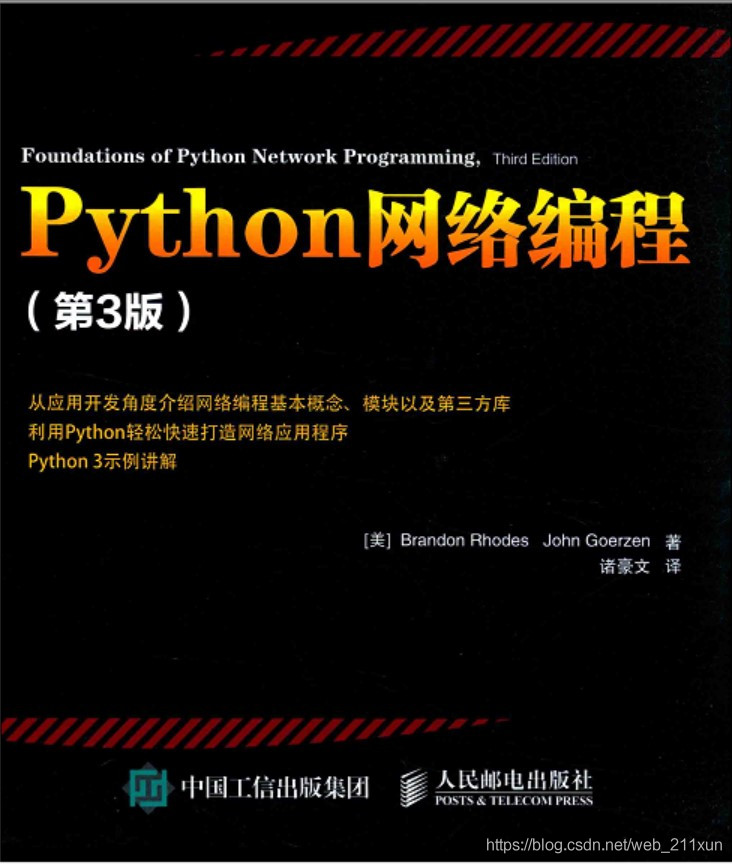 Foundations of Python Network Programming, Third Edition
Python网络编程
（第3版）
从应用开发角度介绍网络编程基本概念、模块以及第三方库
利用Python轻松快速打造网络应用程序
Python 3示例讲解
[美] Brandon Rhodes John Goerzen 著
诸豪文 译
中国工信出版集团
人民邮电出版社
POSTS & TELECOM PRESS
https://blog.csdn.net/web_211xun